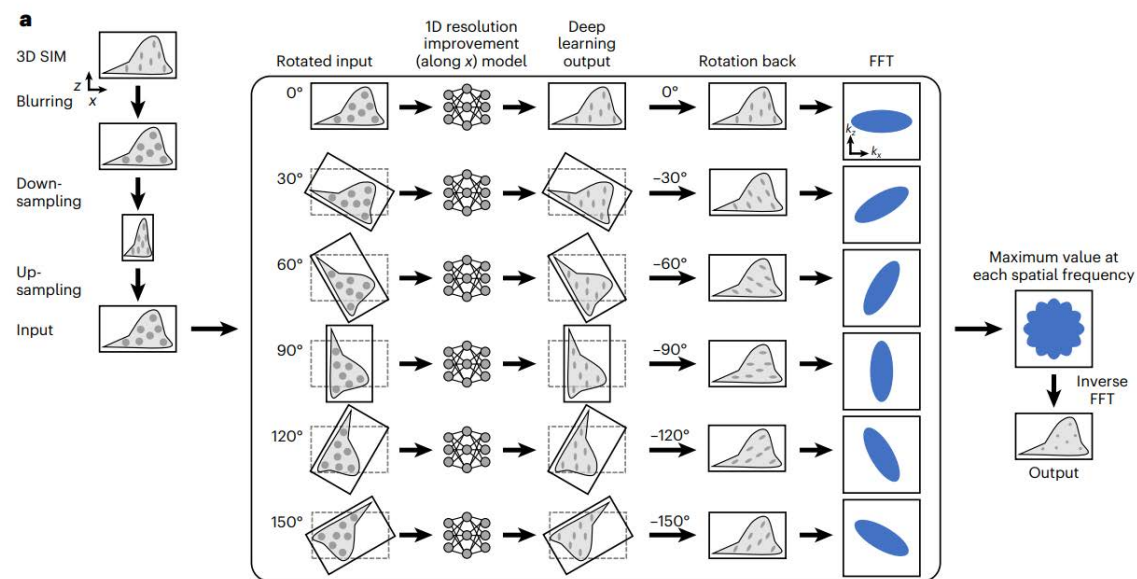 a
3D SIM
z
x
Blurring
Down-
sampling
Up-
sampling
Input
Rotated input
1D resolution
improvement
(along x) model
Deep
learning
output
Rotation back
FFT
0°
0°
kz
kx
30°
–30°
60°
–60°
90°
–90°
120°
–120°
150°
–150°
Maximum value at
each spatial frequency
Inverse
FFT
Output